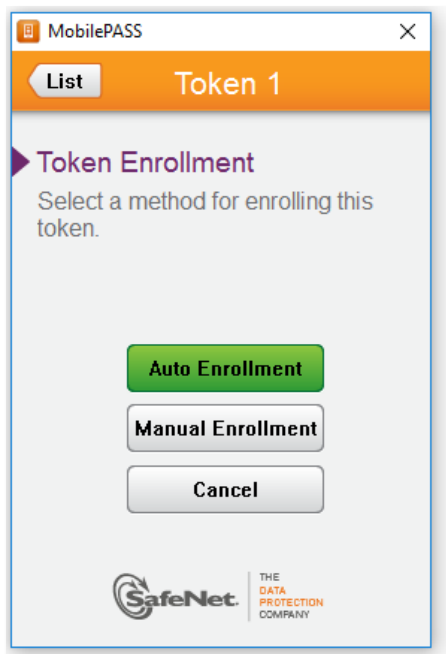 MobilePASS
List
Token 1
Token Enrollment
Select a method for enrolling this
token.
Auto Enrollment
Manual Enrollment
Cancel
SafeNet.
THE
DATA
PROTECTION
COMPANY